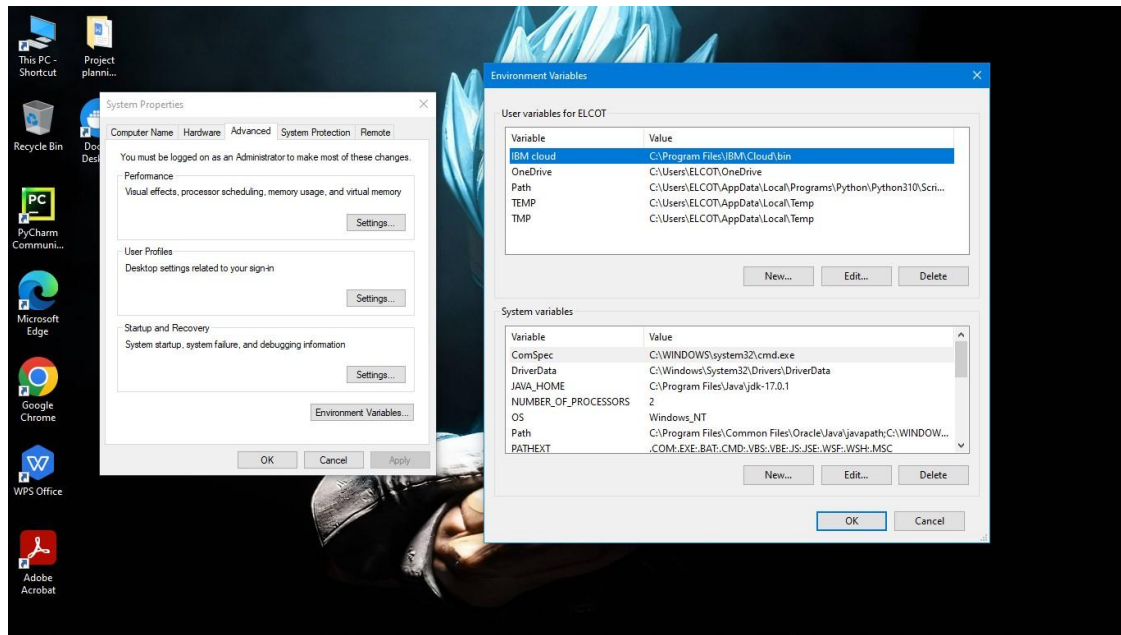 This PC -
Shortcut
Project
planni...
Recycle Bin
Doc
Desl
PC
PyCharm
Communi...
Microsoft
Edge
Google
Chrome
WPS Office
Adobe
Acrobat
System Properties
Computer Name Hardware Advanced System Protection Remote
You must be logged on as an Administrator to make most of these changes.
Performance
Visual effects, processor scheduling, memory usage, and virtual memory
Settings...
User Profiles
Desktop settings related to your sign-in
Settings...
Startup and Recovery
System startup, system failure, and debugging information
Settings...
Environment Variables...
OK Cancel Apply
Environment Variables
User variables for ELCOT
Variable Value
IBM cloud C:\Program Files\IBM\Cloud\bin
OneDrive C:\Users\ELCOT\OneDrive
Path C:\Users\ELCOT\AppData\Local\Programs\Python\Python310\Scri...
TEMP C:\Users\ELCOT\AppData\Local\Temp
TMP C:\Users\ELCOT\AppData\Local\Temp
New... Edit... Delete
System variables
Variable Value
ComSpec C:\WINDOWS\system32\cmd.exe
DriverData C:\Windows\System32\Drivers\DriverData
JAVA_HOME C:\Program Files\Java\jdk-17.0.1
NUMBER_OF_PROCESSORS 2
OS Windows_NT
Path C:\Program Files\Common Files\Oracle\Java\javapath;C:\WINDOW...
PATHEXT .COM;.EXE;.BAT;.CMD;.VBS;.VBE;.JS;.JSE;.WSF;.WSH;.MSC
New... Edit... Delete
OK Cancel